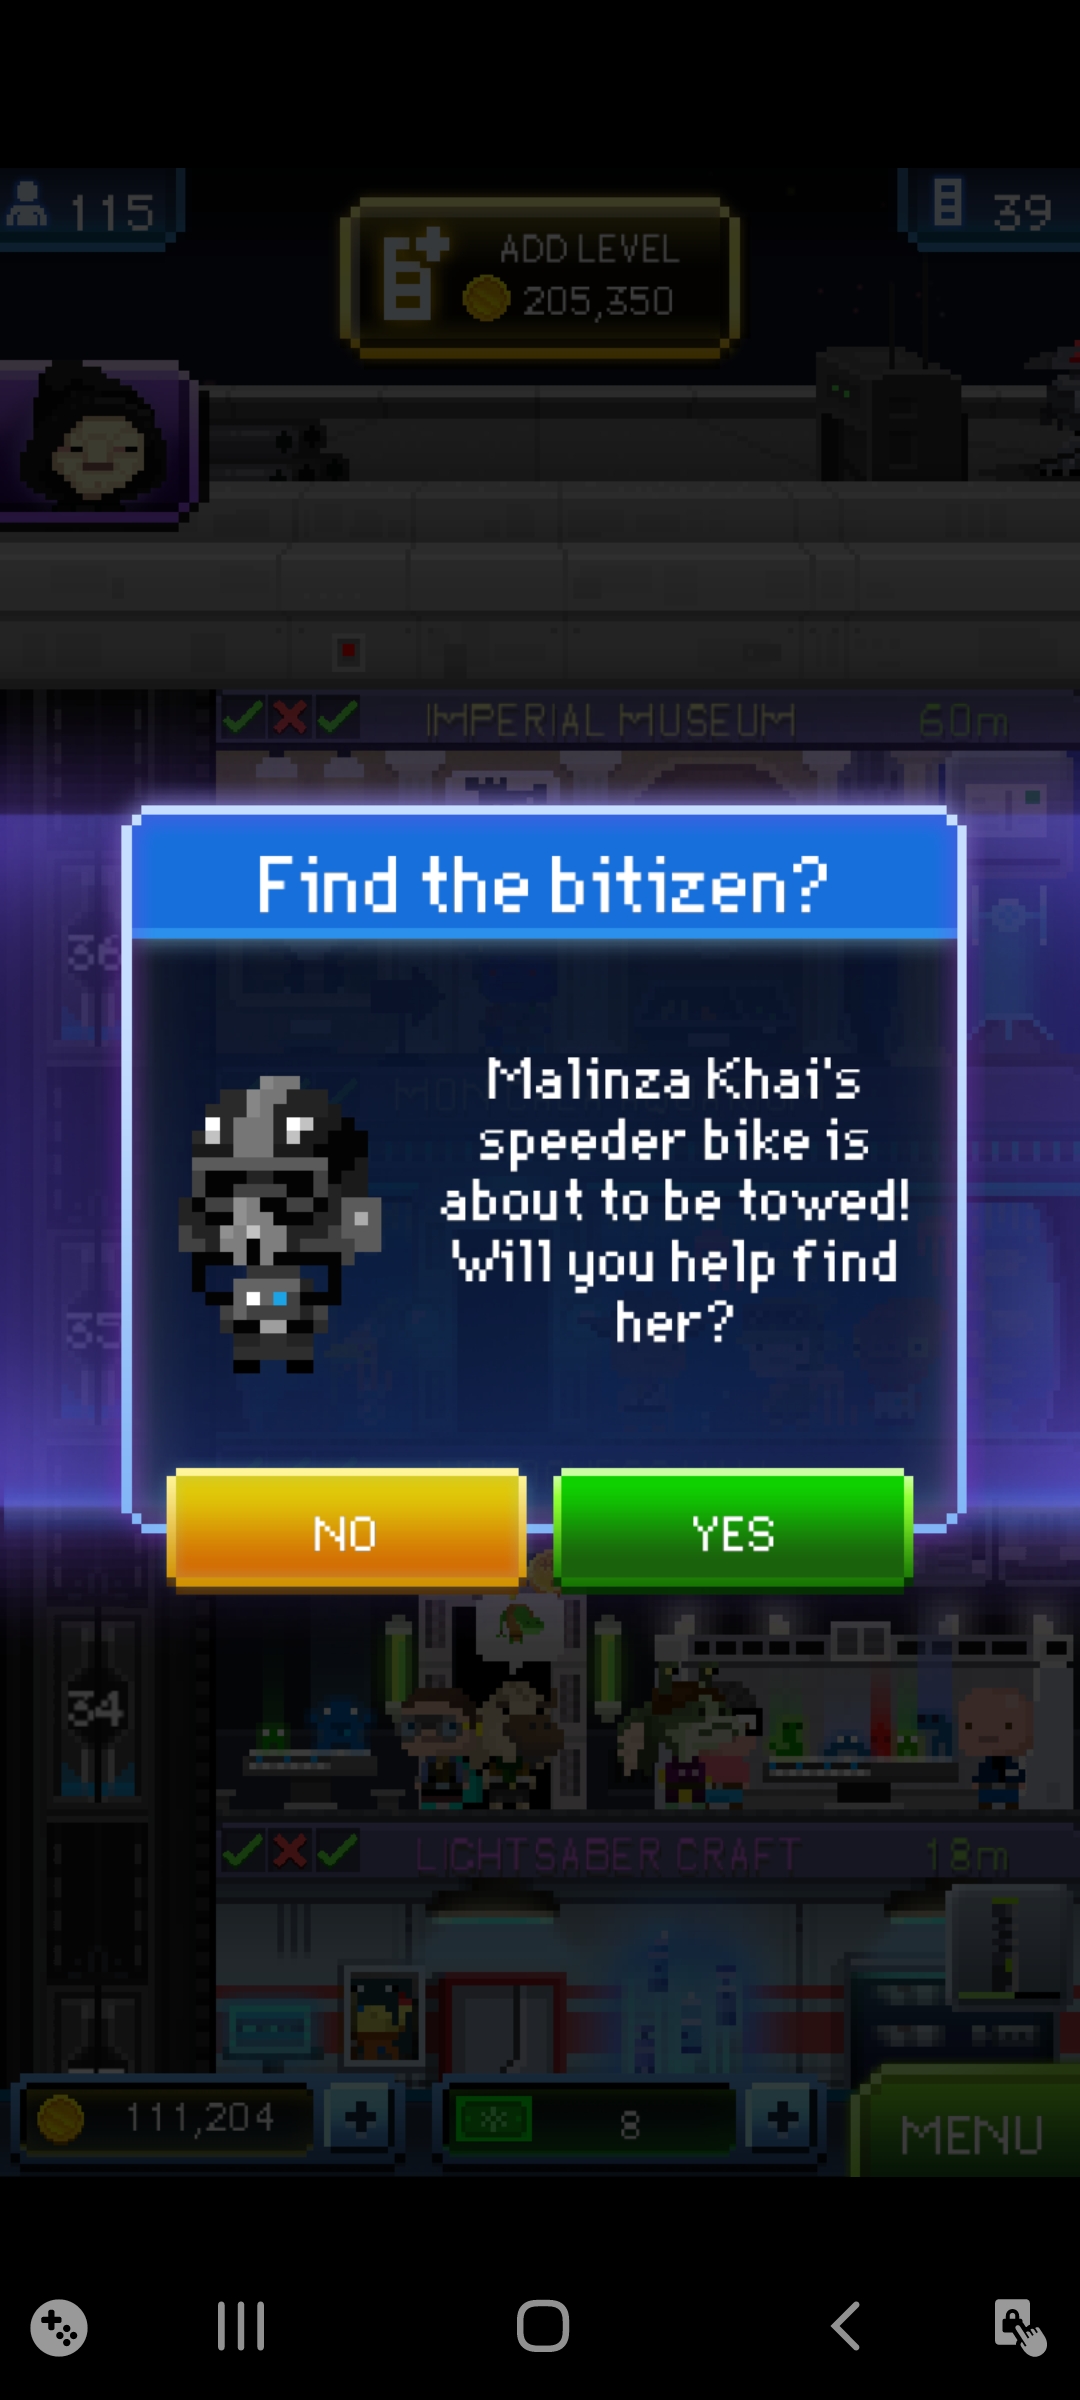 115
ADD LEVEL
205,350
39
IMPERIAL MUSEUM 60m
Find the bitizen?
36
Malinza Khai's
speeder bike is
about to be towed!
Will you help find
her?
35
NO
YES
34
LIGHTSABER CRAFT 18m
111,204
8
MENU